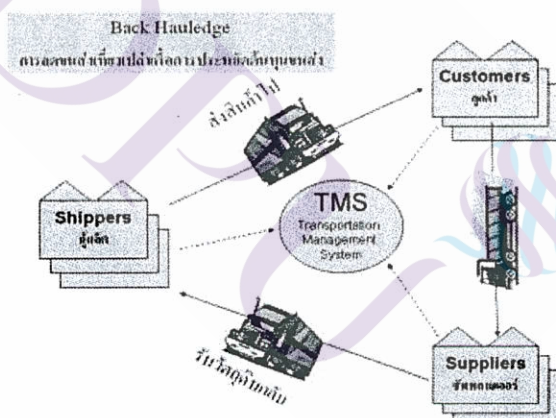 Back Hauledge
การลดขนส่งเที่ยวเปล่าเพื่อการประหยัดต้นทุนขนส่ง
Customers
ลูกค้า
ส่งสินค้าไป
TMS
Transportation
Management
System
Shippers
ผู้ผลิต
รับวัตถุดิบกลับ
Suppliers
ซัพพลายเออร์